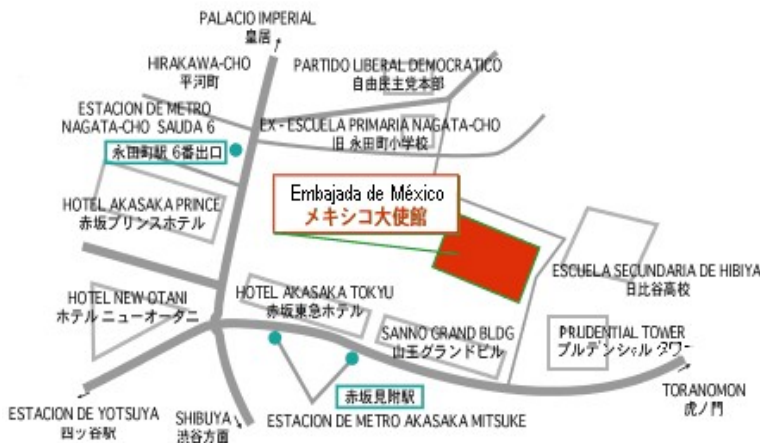 PALACIO IMPERIAL
皇居
HIRAKAWA-CHO
平河町
PARTIDO LIBERAL DEMOCRATICO
自由民主党本部
ESTACION DE METRO
NAGATA-CHO SAUDA 6
永田町駅 6番出口
EX - ESCUELA PRIMARIA NAGATA-CHO
旧 永田町小学校
Embajada de México
メキシコ大使館
HOTEL AKASAKA PRINCE
赤坂プリンスホテル
ESCUELA SECUNDARIA DE HIBIYA
日比谷高校
HOTEL NEW OTANI
ホテル ニューオータニ
HOTEL AKASAKA TOKYU
赤坂東急ホテル
SANNO GRAND BLDG
山王グランドビル
PRUDENTIAL TOWER
プルデンシャル タワー
TORANOMON
虎ノ門
赤坂見附駅
ESTACION DE METRO AKASAKA MITSUKE
ESTACION DE YOTSUYA
四ッ谷駅
SHIBUYA
渋谷方面